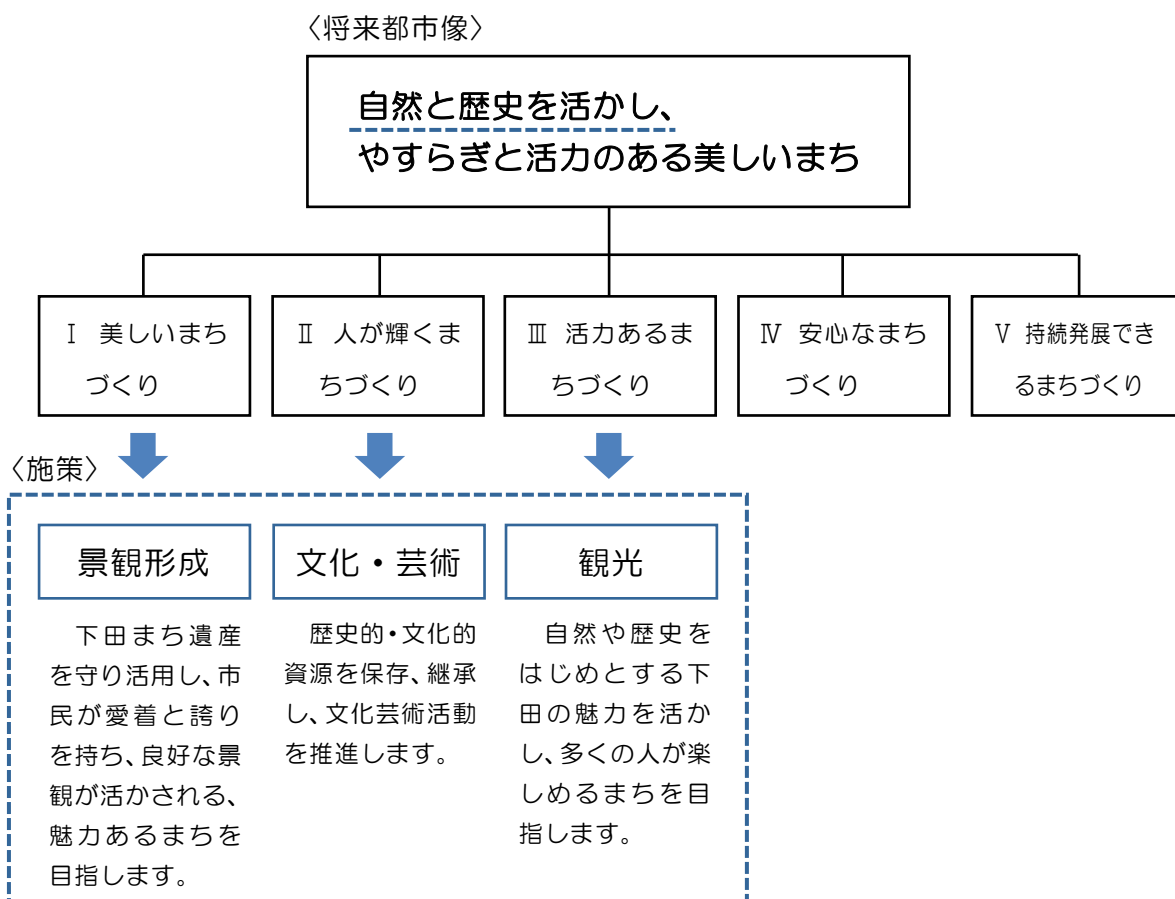 〈将来都市像〉
自然と歴史を活かし、
やすらぎと活力のある美しいまち
Ⅰ 美しいまち
づくり
Ⅱ 人が輝くま
ちづくり
Ⅲ 活力あるま
ちづくり
Ⅳ 安心なまち
づくり
Ⅴ 持続発展でき
るまちづくり
〈施策〉
景観形成
下田まち遺産
を守り活用し、市
民が愛着と誇り
を持ち、良好な景
観が活かされる、
魅力あるまちを
目指します。
文化・芸術
歴史的・文化的
資源を保存、継承
し、文化芸術活動
を推進します。
観光
自然や歴史を
はじめとする下
田の魅力を活か
し、多くの人が楽
しめるまちを目
指します。